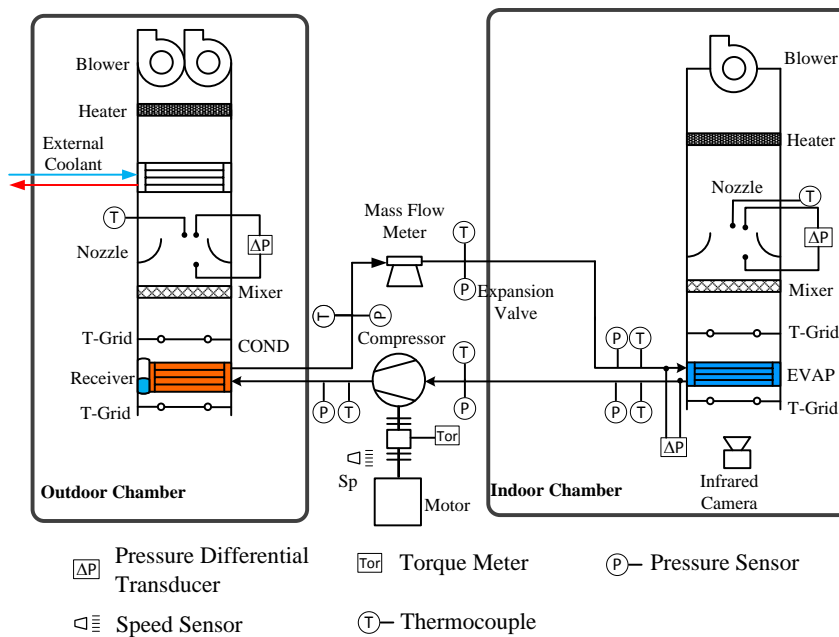 Blower
Heater
External
Coolant
T
Nozzle
ΔP
Mixer
T-Grid
COND
Receiver
T-Grid
Outdoor Chamber
Mass Flow
Meter
T
P
T
P
Expansion
Valve
Compressor
P
T
T
P
Tor
Sp
Motor
Blower
Heater
Nozzle
T
ΔP
Mixer
T-Grid
P
T
EVAP
P
T
T-Grid
ΔP
Infrared
Camera
Indoor Chamber
ΔP
Pressure Differential
Transducer
Tor
Torque Meter
P
Pressure Sensor
Speed Sensor
T
Thermocouple